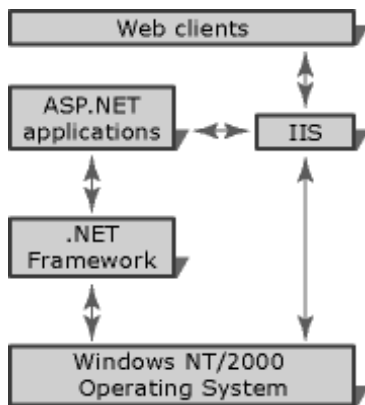 Web clients
ASP.NET
applications
IIS
.NET
Framework
Windows NT/2000
Operating System